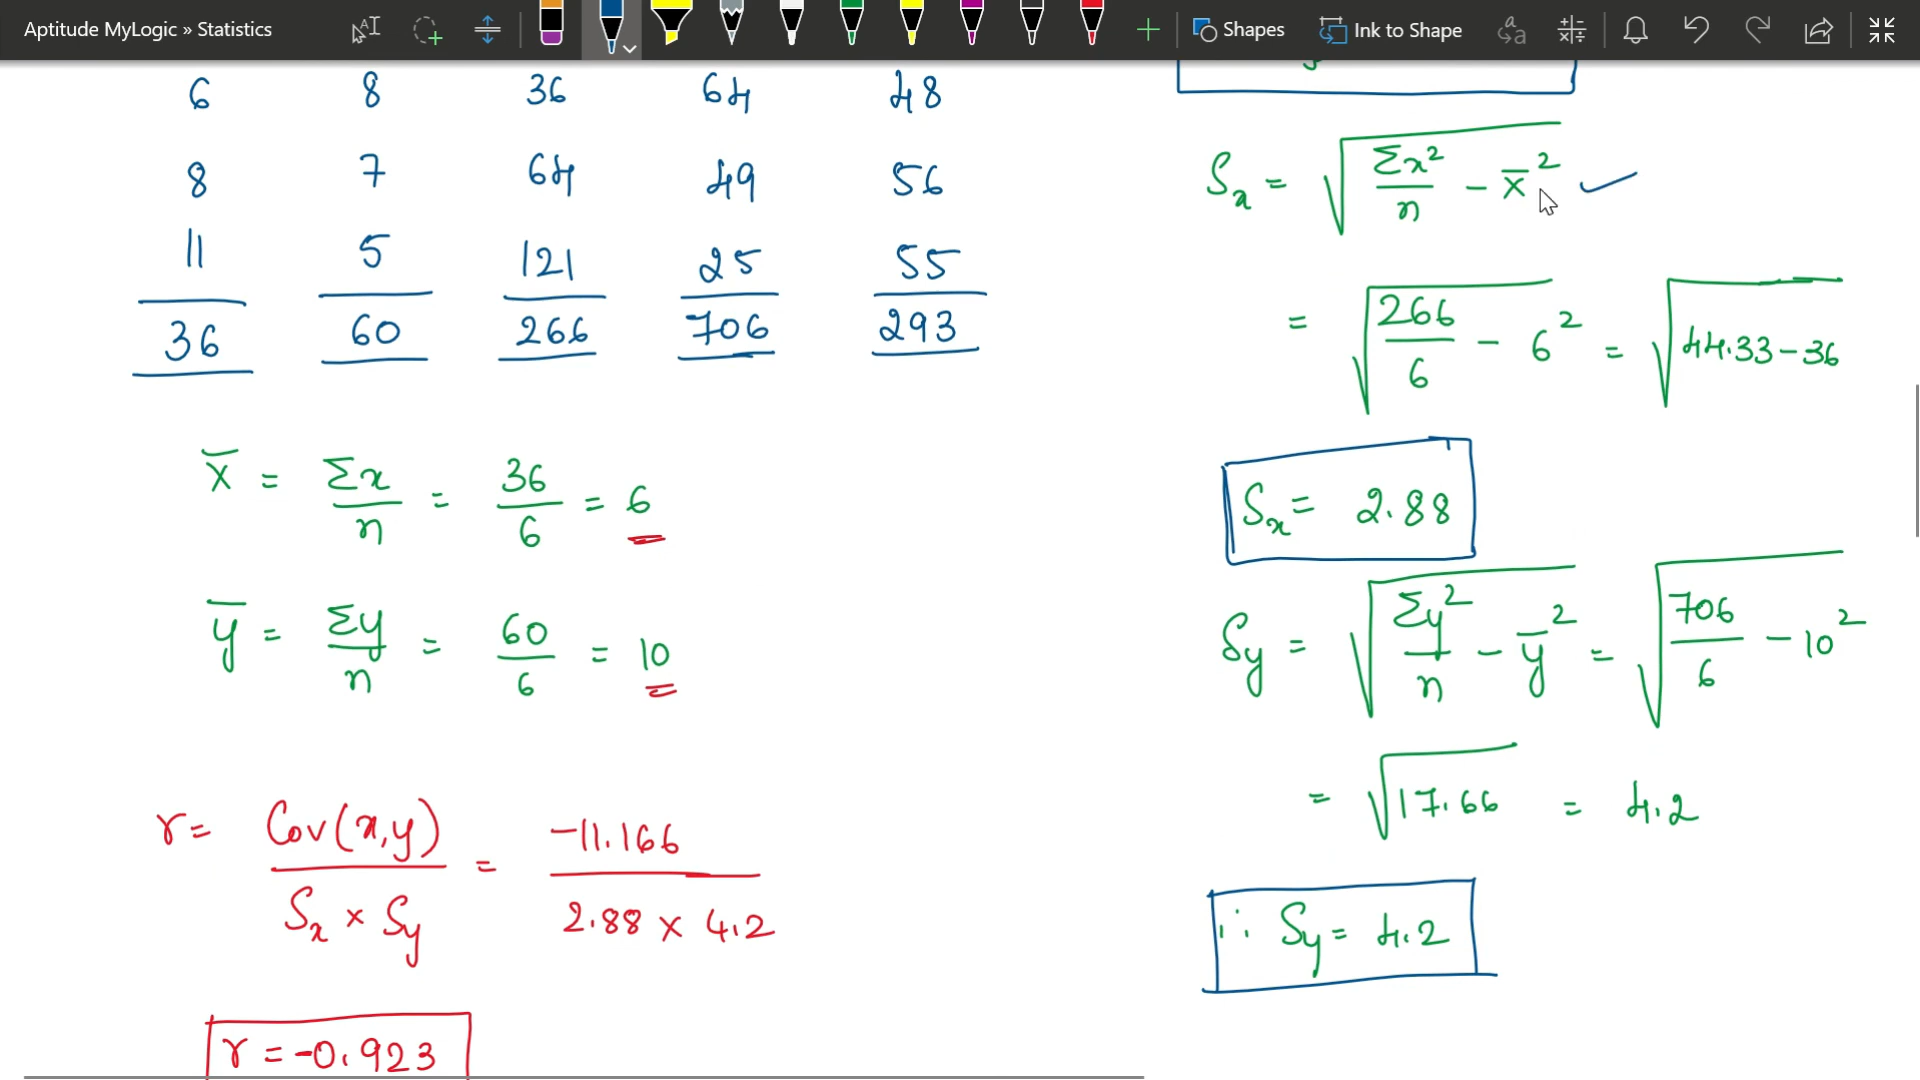 Aptitude MyLogic » Statistics
Shapes
Ink to Shape
6 8 36 64 48
8 7 64 49 56
11 5 121 25 55
36 60 266 706 293
x̄ = Σx/n = 36/6 = 6
ȳ = Σy/n = 60/6 = 10
r = Cov(x,y)/(Sx × Sy) = -11.166/(2.88 × 4.2)
r = -0.923
Sx = √(Σx²/n - x̄²) ✓
= √(266/6 - 6²) = √(44.33-36)
Sx = 2.88
Sy = √(Σy²/n - ȳ²) = √(706/6 - 10²)
= √17.66 = 4.2
∴ Sy = 4.2